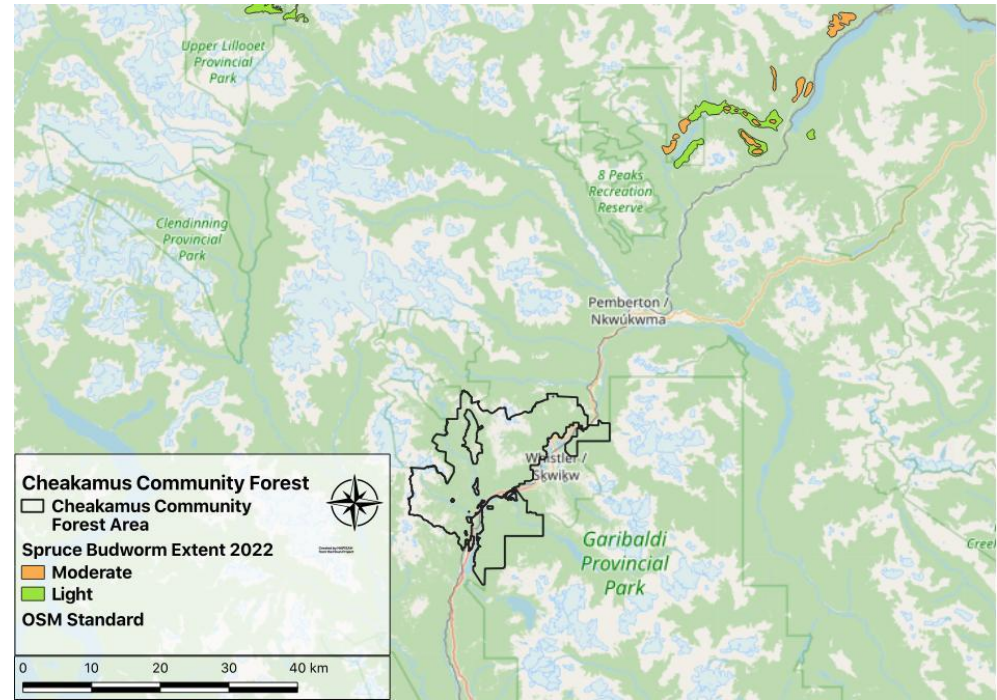 Upper Lillooet
Provincial
Park
8 Peaks
Recreation
Reserve
Clendinning
Provincial
Park
Pemberton /
Nkwúkwma
Whistler /
Sḵwiḵw
Garibaldi
Provincial
Park
Creek
Cheakamus Community Forest
Cheakamus Community
Forest Area
Spruce Budworm Extent 2022
Moderate
Light
OSM Standard
0 10 20 30 40 km